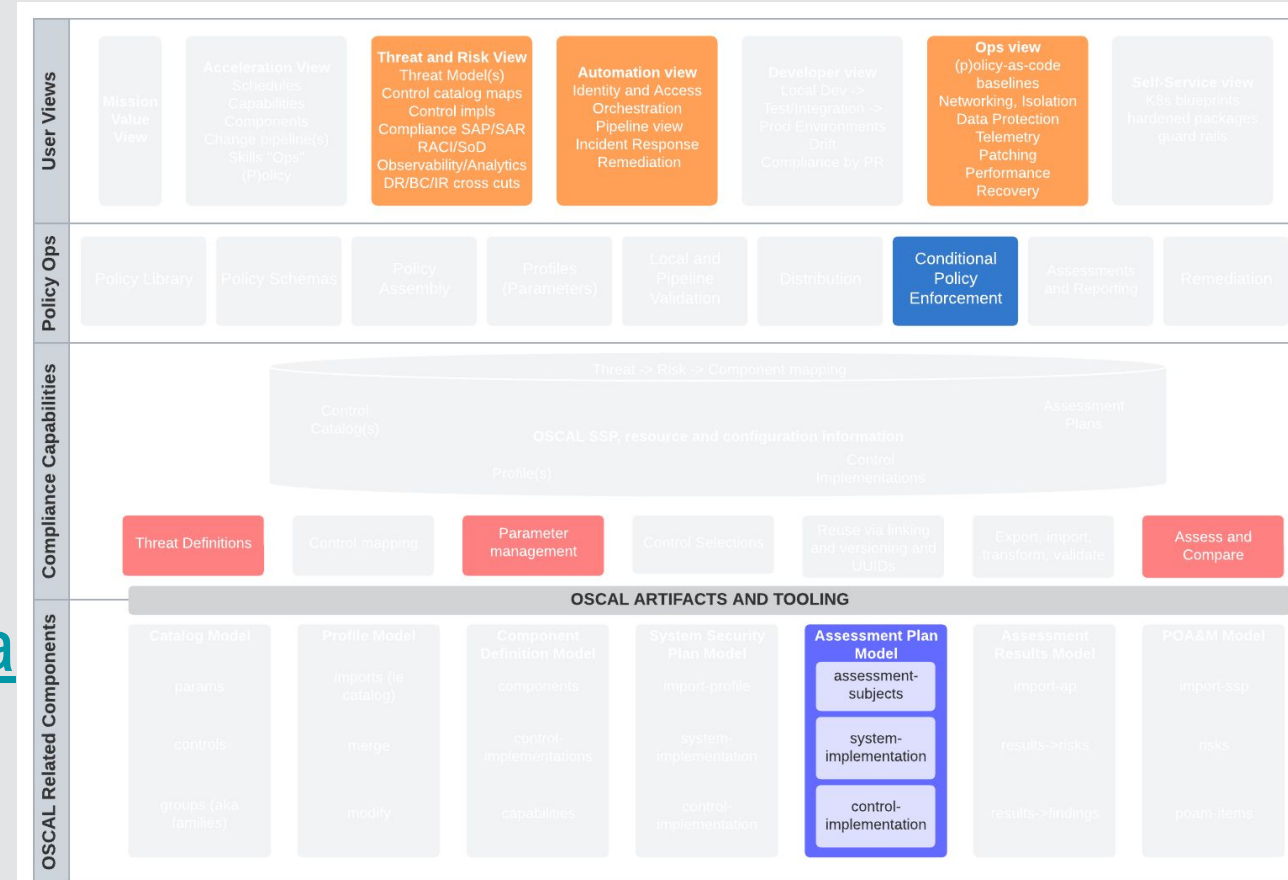 User Views
Mission
Value
View
Acceleration View
Schedules
Capabilities
Components
Change pipeline(s)
Skills "Ops"
(P)olicy
Threat and Risk View
Threat Model(s)
Control catalog maps
Control impls
Compliance SAP/SAR
RACI/SoD
Observability/Analytics
DR/BC/IR cross cuts
Automation view
Identity and Access
Orchestration
Pipeline view
Incident Response
Remediation
Developer view
Local Dev ->
Test/Integration ->
Prod Environments
Drift
Compliance by PR
Ops view
(p)olicy-as-code
baselines
Networking, Isolation
Data Protection
Telemetry
Patching
Performance
Recovery
Self-Service view
K8s blueprints
hardened packages
guard rails
Policy Ops
Policy Library
Policy Schemas
Policy
Assembly
Profiles
(Parameters)
Local and
Pipeline
Validation
Distribution
Conditional
Policy
Enforcement
Assessments
and Reporting
Remediation
Compliance Capabilities
Threat -> Risk -> Component mapping
Control
Catalog(s)
Assessment
Plans
OSCAL SSP, resource and configuration information
Profile(s)
Control
Implementations
Threat Definitions
Control mapping
Parameter
management
Control Selections
Reuse via linking
and versioning and
UUIDs
Export, import,
transform, validate
Assess and
Compare
OSCAL ARTIFACTS AND TOOLING
a
OSCAL Related Components
Catalog Model
params
controls
groups (aka
families)
Profile Model
imports (ie
catalog)
merge
modify
Component
Definition Model
components
control-
implementations
capabilities
System Security
Plan Model
import-profile
system-
implementation
control-
implementation
Assessment Plan
Model
assessment-
subjects
system-
implementation
control-
implementation
Assessment
Results Model
import-ap
results->risks
results->findings
POA&M Model
import-ssp
risks
poam-items